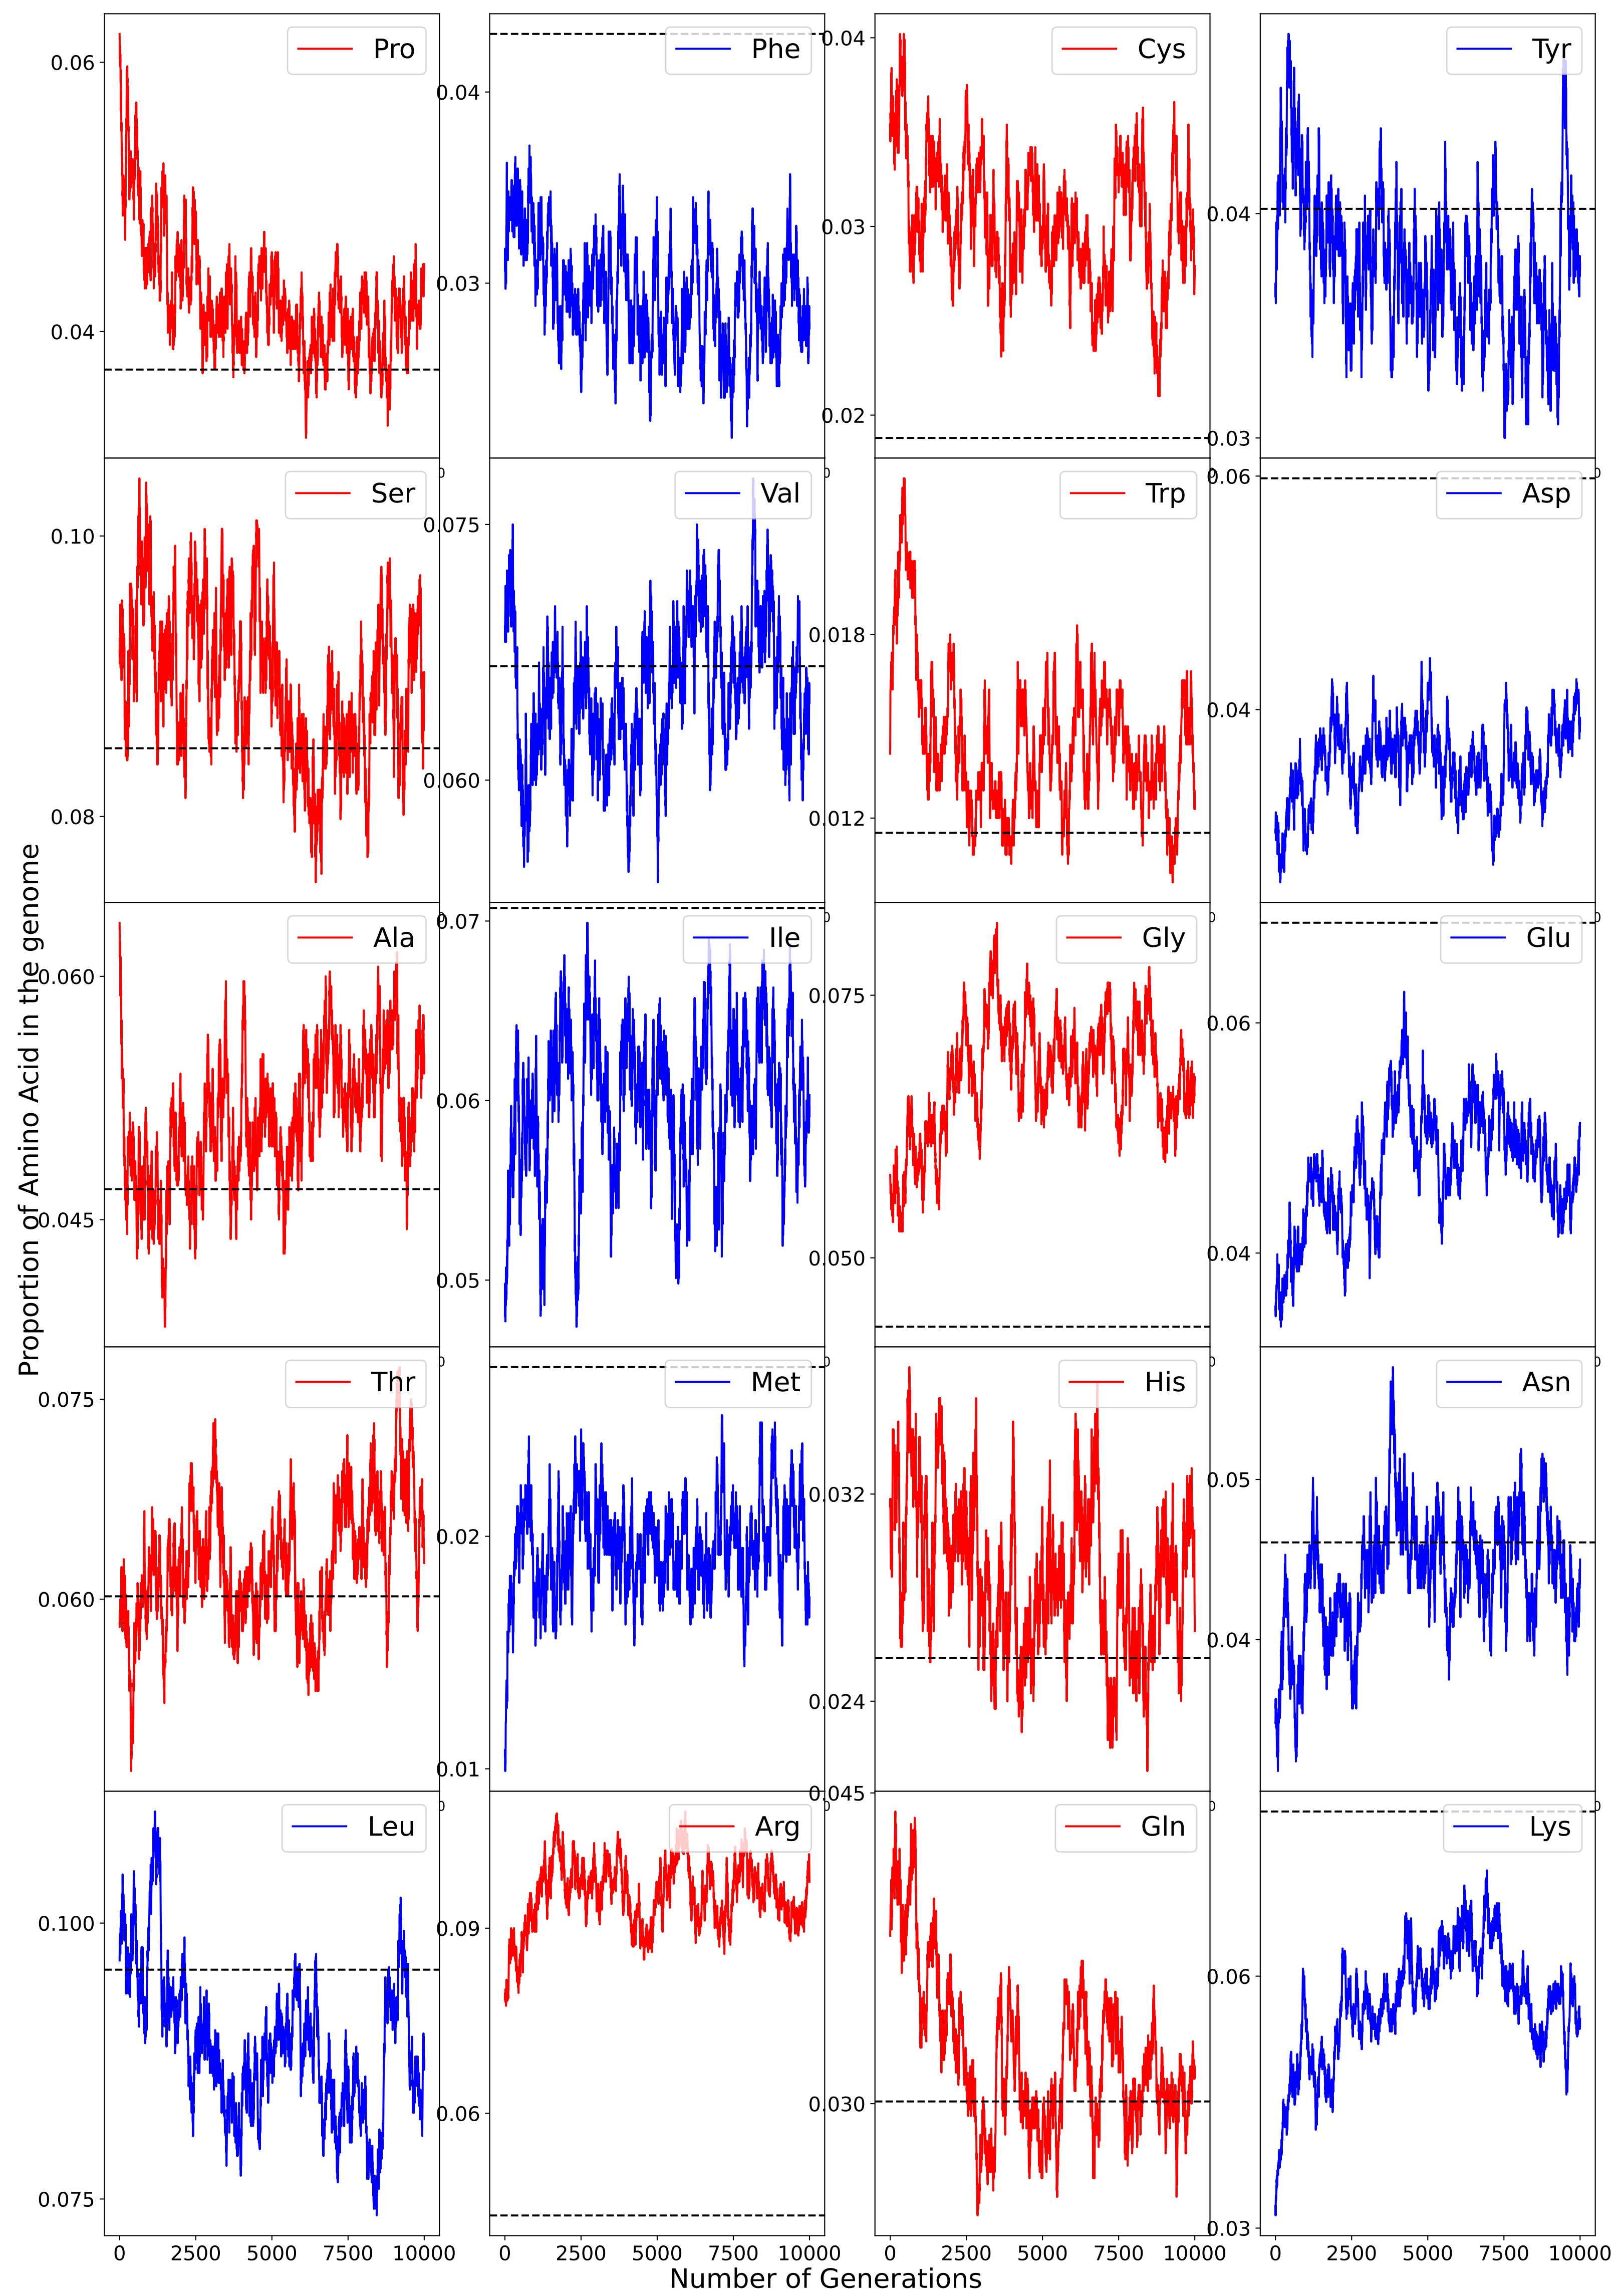 Pro
Phe
Cys
Tyr
0.06
0.04
0.04
0.03
0.04
0.03
0.02
0.04
0.03
Ser
Val
Trp
Asp
0.10
0.08
0.075
0.060
0.018
0.012
0.06
0.04
Ala
Ile
Gly
Glu
0.060
0.045
0.07
0.06
0.05
0.075
0.050
0.06
0.04
Thr
Met
His
Asn
0.075
0.060
0.02
0.01
0.032
0.024
0.05
0.04
Leu
Arg
Gln
Lys
0.100
0.075
0.09
0.06
0.045
0.030
0.06
0.03
0 2500 5000 7500 10000
0 2500 5000 7500 10000
0 2500 5000 7500 10000
0 2500 5000 7500 10000
Number of Generations
Proportion of Amino Acid in the genome